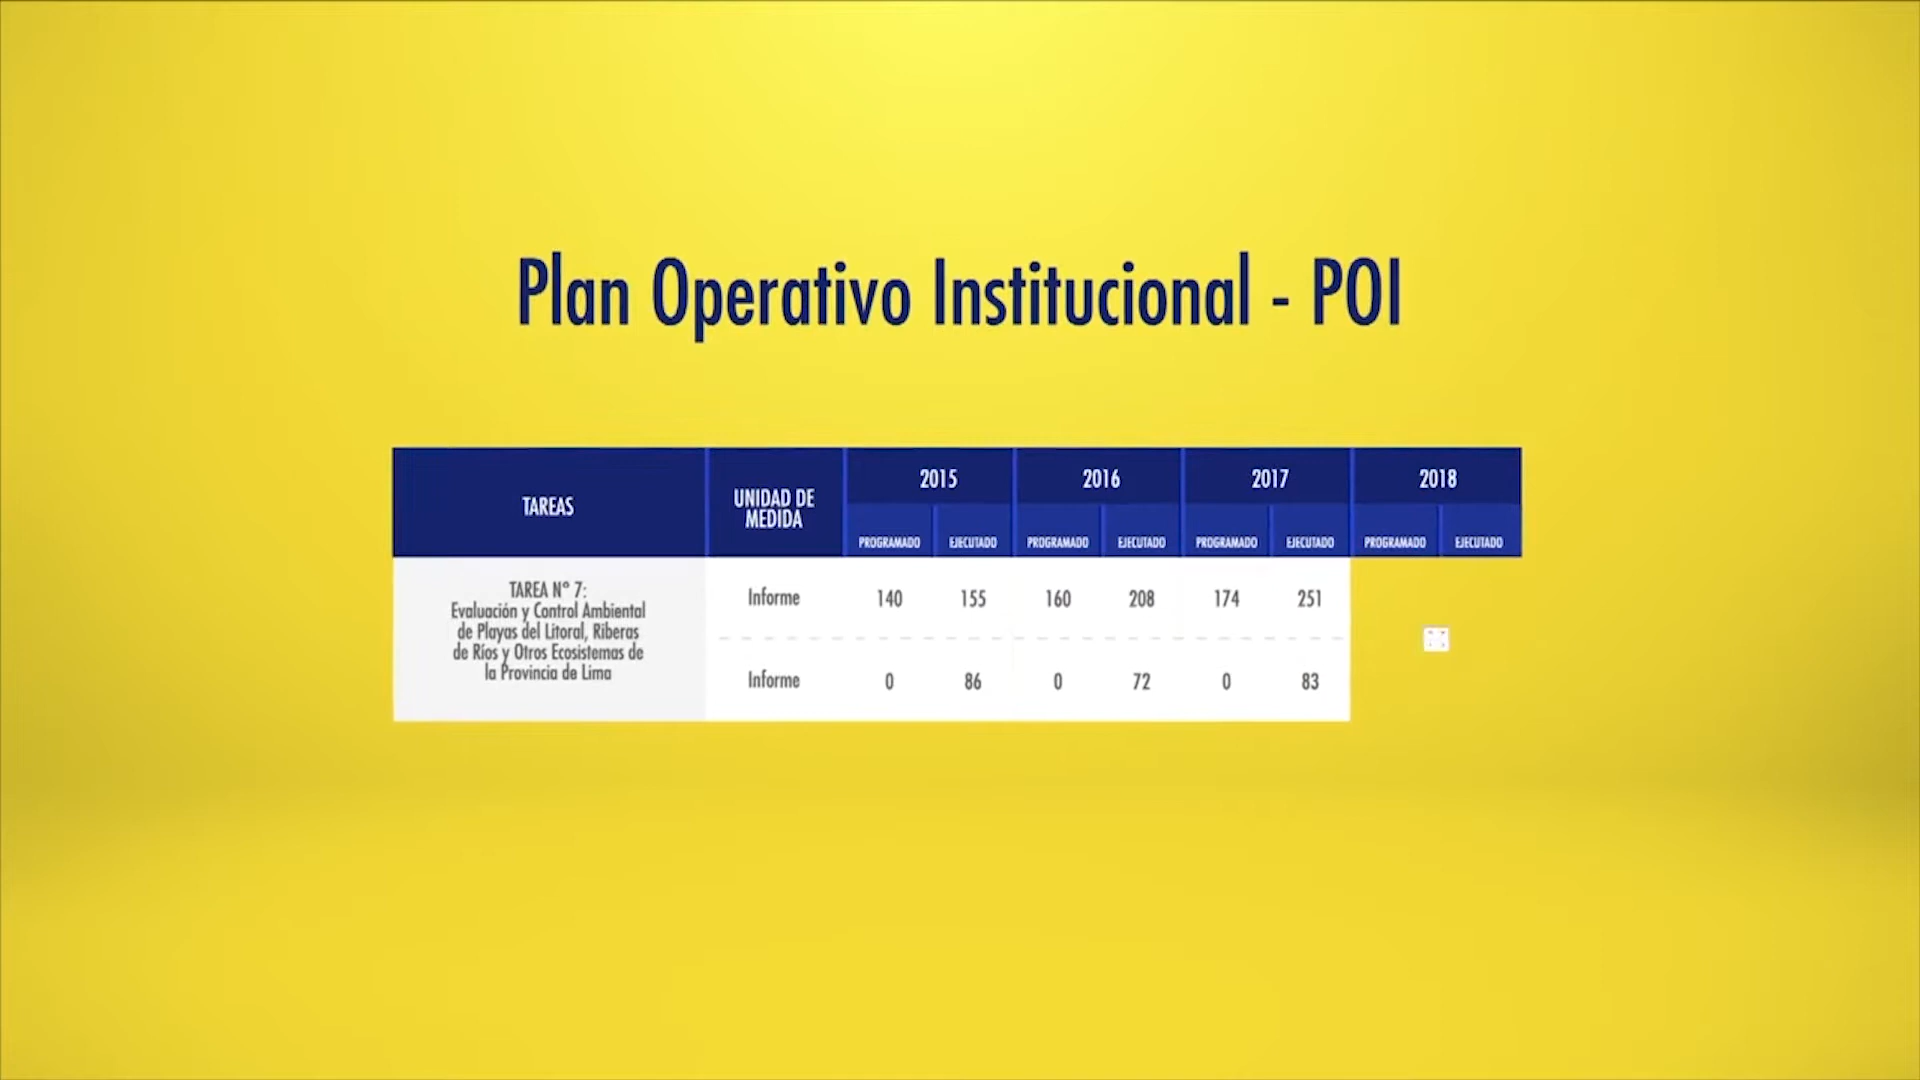 Plan Operativo Institucional - POI
TAREAS
UNIDAD DE
MEDIDA
2015
2016
2017
2018
PROGRAMADO
EJECUTADO
PROGRAMADO
EJECUTADO
PROGRAMADO
EJECUTADO
PROGRAMADO
EJECUTADO
TAREA N° 7:
Evaluación y Control Ambiental
de Playas del Litoral, Riberas
de Ríos y Otros Ecosistemas de
la Provincia de Lima
Informe 140 155 160 208 174 251
Informe 0 86 0 72 0 83